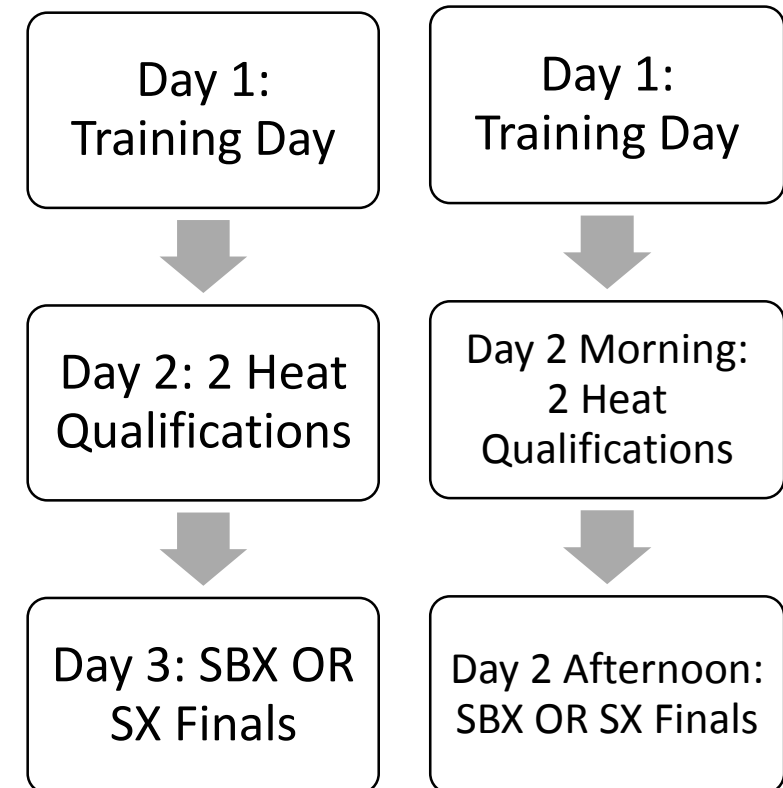 Day 1:
Training Day
Day 2: 2 Heat
Qualifications
Day 3: SBX OR
SX Finals
Day 1:
Training Day
Day 2 Morning:
2 Heat
Qualifications
Day 2 Afternoon:
SBX OR SX Finals